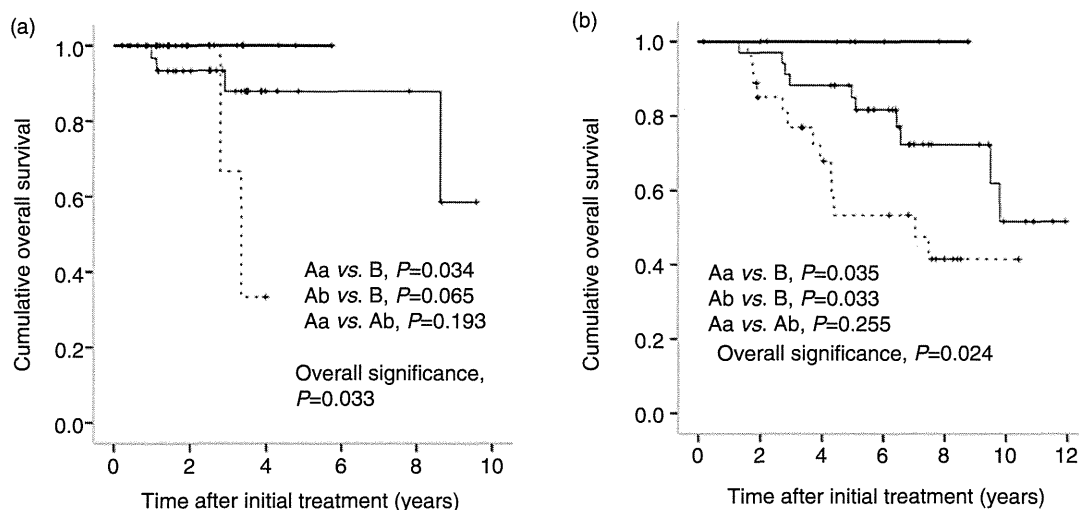 (a)
Cumulative overall survival
1.0
0.8
0.6
0.4
0.2
0.0
Aa vs. B, P=0.034
Ab vs B, P=0.065
Aa vs. Ab, P=0.193
Overall significance,
P=0.033
0 2 4 6 8 10
Time after initial treatment (years)
(b)
Cumulative overall survival
1.0
0.8
0.6
0.4
0.2
0.0
Aa vs. B, P=0.035
Ab vs B, P=0.033
Aa vs. Ab, P=0.255
Overall significance, P=0.024
0 2 4 6 8 10 12
Time after initial treatment (years)